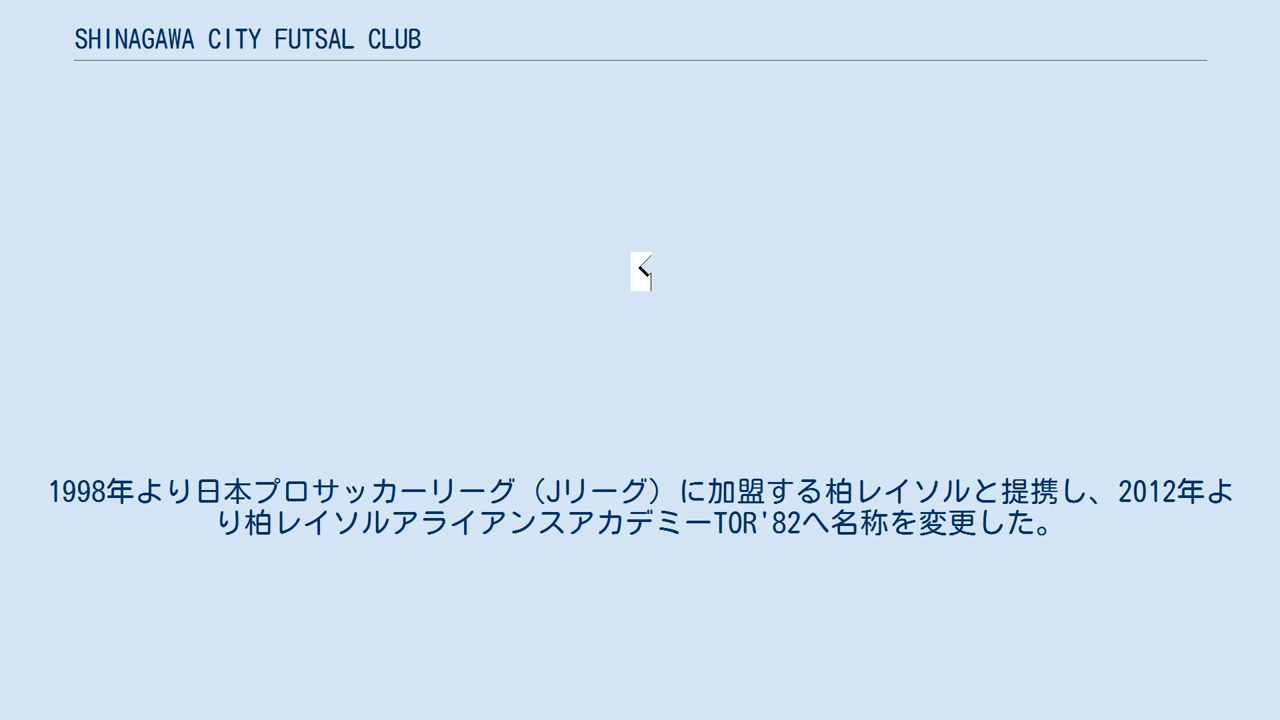 SHINAGAWA CITY FUTSAL CLUB
1998年より日本プロサッカーリーグ（Jリーグ）に加盟する柏レイソルと提携し、2012年よ
り柏レイソルアライアンスアカデミーTOR'82へ名称を変更した。